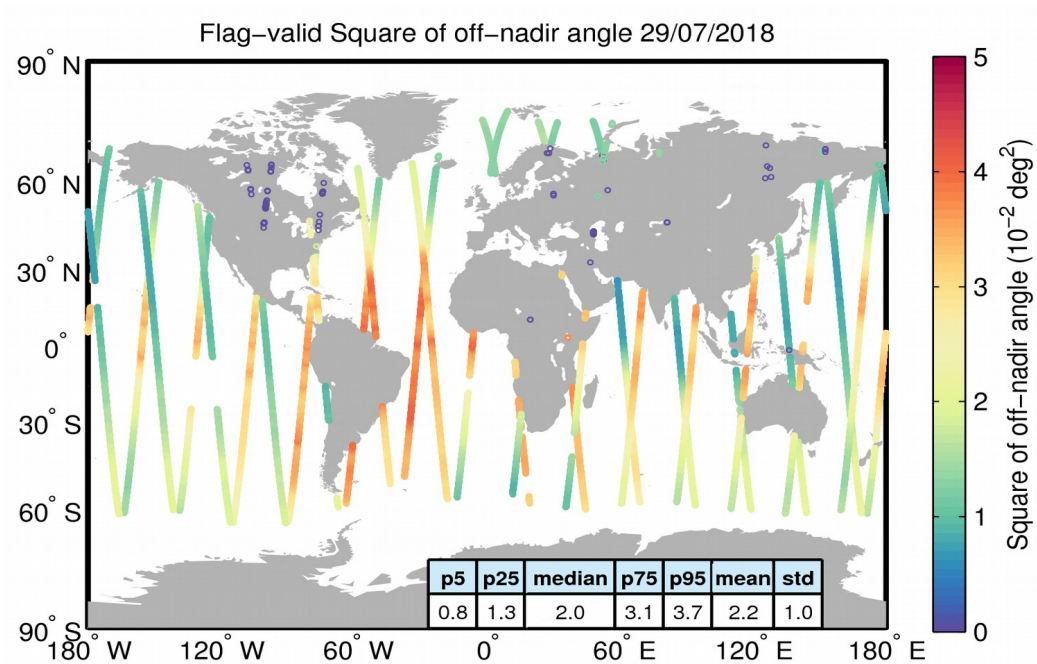 Flag−valid Square of off−nadir angle 29/07/2018
90° N
60° N
30° N
0°
30° S
60° S
90° S
180° W
120° W
60° W
0°
60° E
120° E
180° E
p5 p25 median p75 p95 mean std
0.8 1.3 2.0 3.1 3.7 2.2 1.0
5
4
3
2
1
0
Square of off−nadir angle (10⁻² deg²)